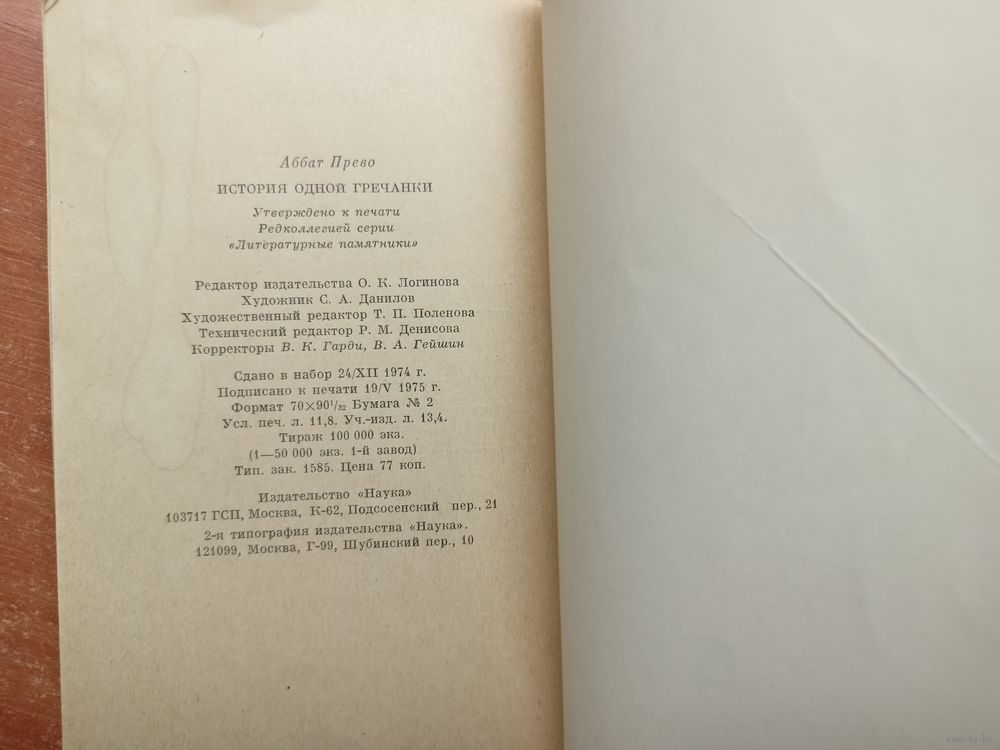 Аббат Прево
ИСТОРИЯ ОДНОЙ ГРЕЧАНКИ
Утверждено к печати
Редколлегией серии
«Литературные памятники»
Редактор издательства О. К. Логинова
Художник С. А. Данилов
Художественный редактор Т. П. Поленова
Технический редактор Р. М. Денисова
Корректоры В. К. Гарди, В. А. Гейшин
Сдано в набор 24/XII 1974 г.
Подписано к печати 19/V 1975 г.
Формат 70×90¹/₃₂ Бумага № 2
Усл. печ. л. 11,8. Уч.-изд. л. 13,4.
Тираж 100 000 экз.
(1—50 000 экз. 1-й завод)
Тип. зак. 1585. Цена 77 коп.
Издательство «Наука»
103717 ГСП, Москва, К-62, Подсосенский пер., 21
2-я типография издательства «Наука».
121099, Москва, Г-99, Шубинский пер., 10
www.ay.by